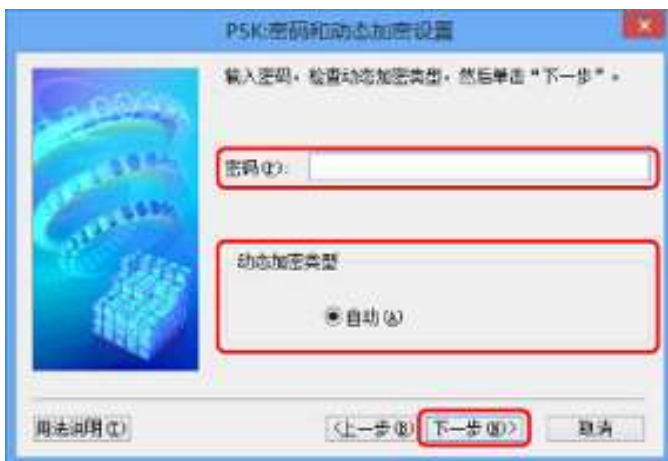 PSK:密码和动态加密设置
输入密码，检查动态加密类型，然后单击“下一步”。
密码(P):
动态加密类型
自动(A)
用法说明(I)
<上一步(B)
下一步(N)>
取消